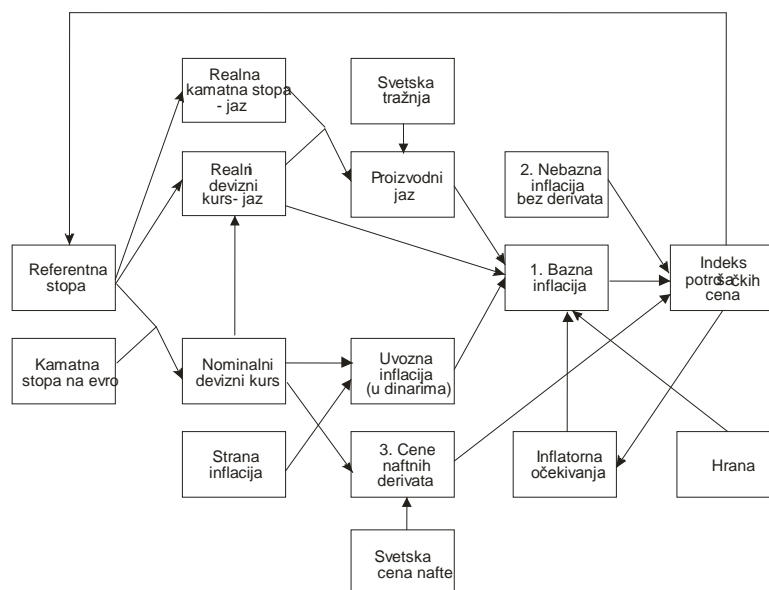 Realna
kamatna stopa
- jaz
Svetska
tražnja
Realni
devizni
kurs- jaz
Proizvodni
jaz
2. Nebazna
inflacija
bez derivata
Referentna
stopa
1. Bazna
inflacija
Indeks
potrošačkih
cena
Kamatna
stopa na evro
Nominalni
devizni kurs
Uvozna
inflacija
(u dinarima)
Strana
inflacija
3. Cene
naftnih
derivata
Inflatorna
očekivanja
Hrana
Svetska
cena nafte